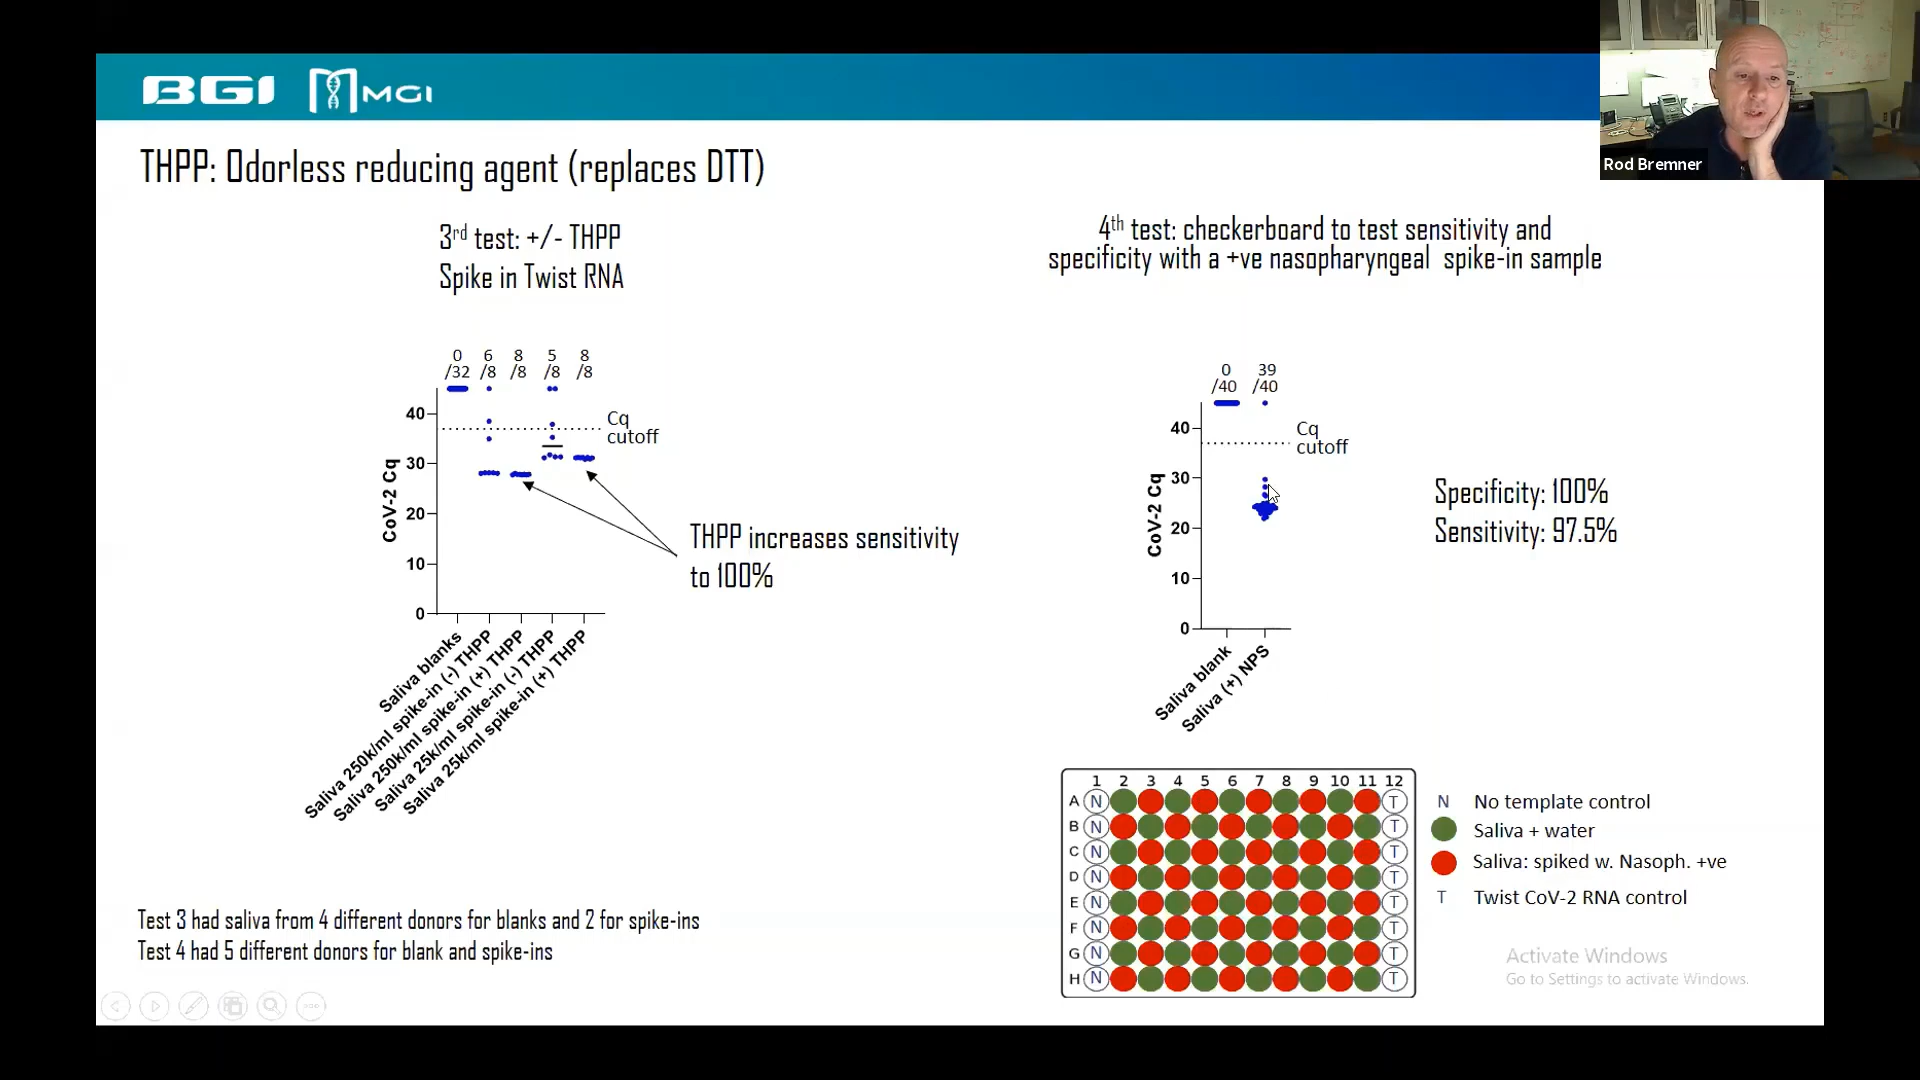 BGI MGI
Rod Bremner
THPP: Odorless reducing agent (replaces DTT)
3rd test: +/- THPP
Spike in Twist RNA
0 6 8 5 8
/32 /8 /8 /8 /8
40
30
20
10
0
CoV-2 Cq
Cq
cutoff
Saliva blanks
Saliva 250k/ml spike-in (-) THPP
Saliva 250k/ml spike-in (+) THPP
Saliva 25k/ml spike-in (-) THPP
Saliva 25k/ml spike-in (+) THPP
THPP increases sensitivity
to 100%
4th test: checkerboard to test sensitivity and
specificity with a +ve nasopharyngeal spike-in sample
0 39
/40 /40
40
30
20
10
0
CoV-2 Cq
Cq
cutoff
Saliva blank
Saliva (+) NPS
Specificity: 100%
Sensitivity: 97.5%
1 2 3 4 5 6 7 8 9 10 11 12
A N T
B N T
C N T
D N T
E N T
F N T
G N T
H N T
N No template control
Saliva + water
Saliva: spiked w. Nasoph. +ve
T Twist CoV-2 RNA control
Test 3 had saliva from 4 different donors for blanks and 2 for spike-ins
Test 4 had 5 different donors for blank and spike-ins
Activate Windows
Go to Settings to activate Windows.